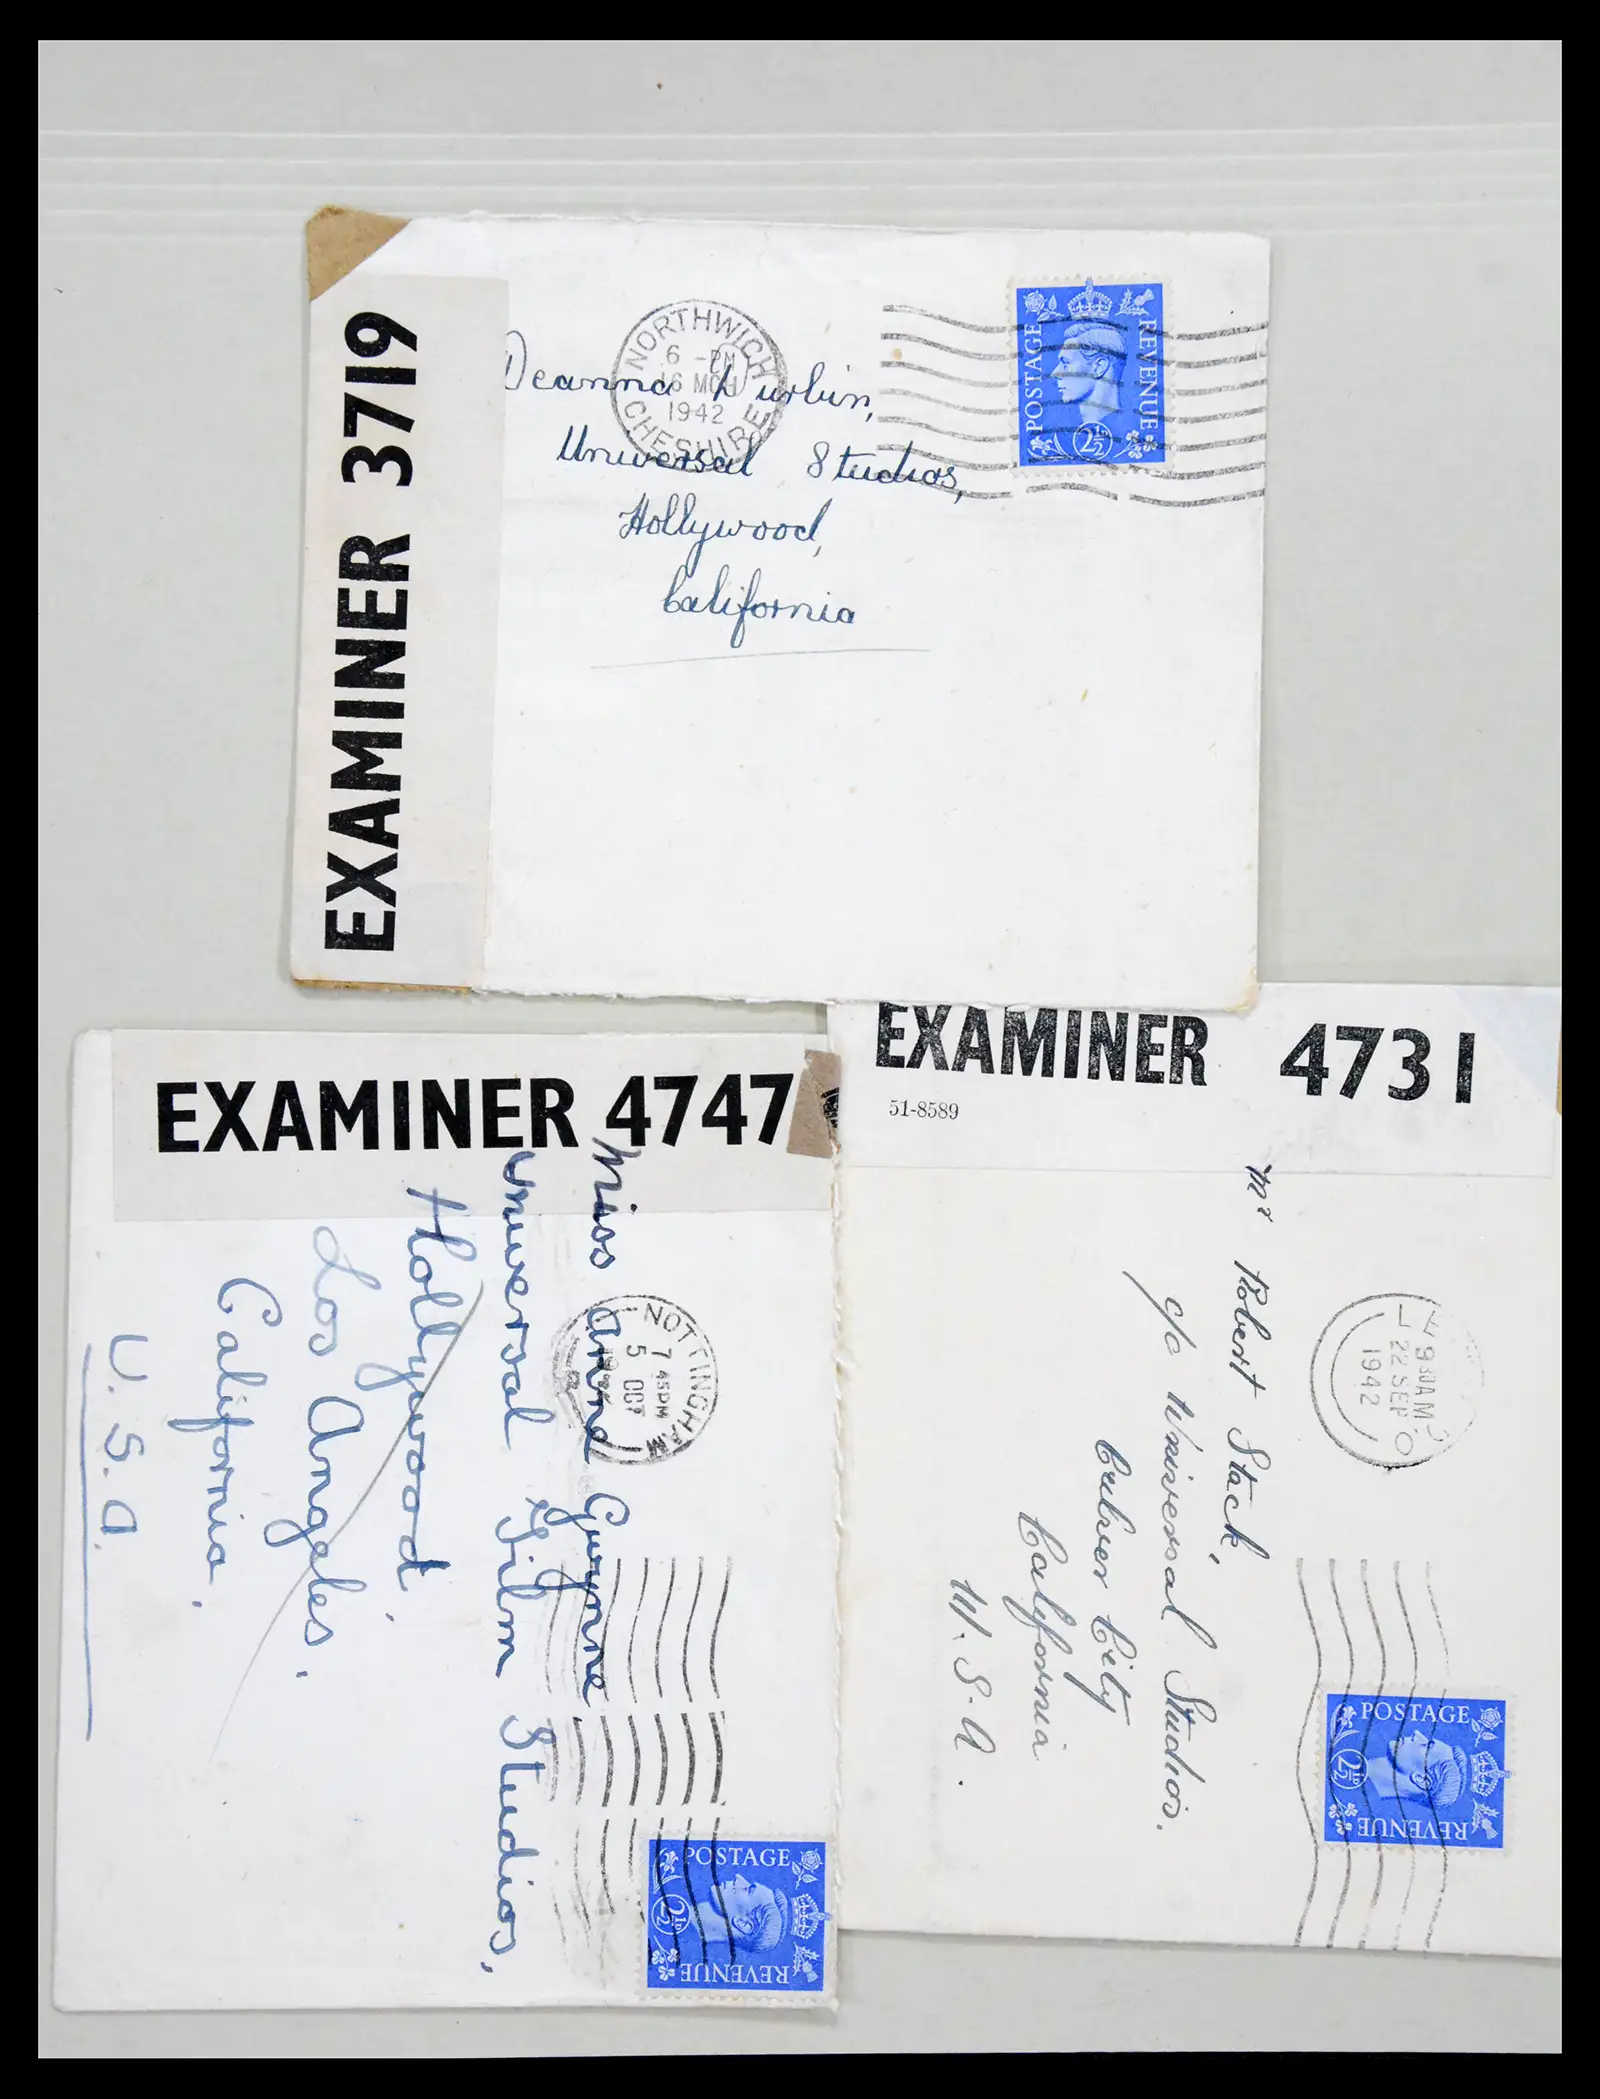 EXAMINER 3719
NORTHWICH
6 - PM
16 MCH
1942
CHESHIRE
POSTAGE
REVENUE
2½D
Deanna Durbin,
Universal Studios,
Hollywood,
California
EXAMINER 4747
NOTTINGHAM
7 45PM
5 OCT
POSTAGE
REVENUE
2½D
Miss Anne Gwynne,
Universal Film Studios,
Hollywood,
Los Angeles,
California,
U.S.A.
EXAMINER 4731
51-8589
9 30AM
22 SEP
1942
POSTAGE
REVENUE
2½D
Mr Robert Stack,
c/o Universal Studios.
Culver City
California
U.S.A.